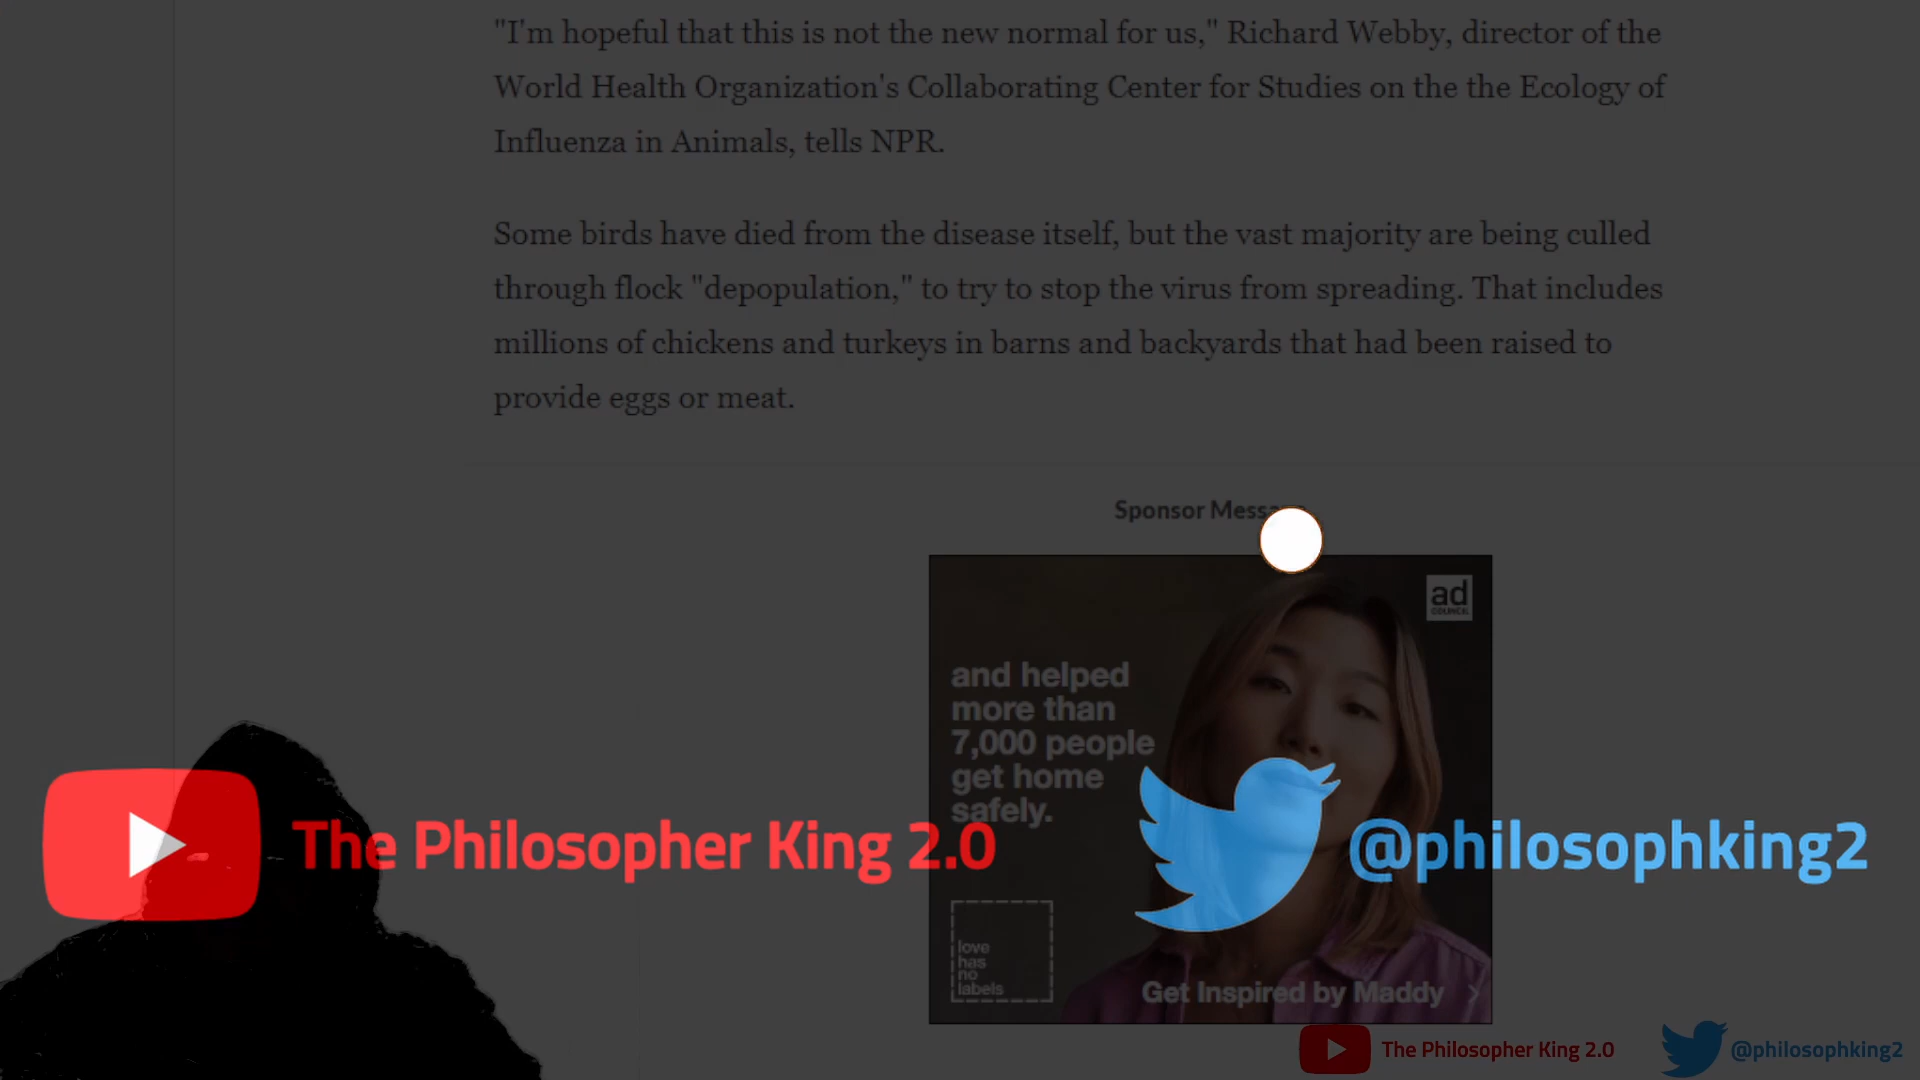 "I'm hopeful that this is not the new normal for us," Richard Webby, director of the
World Health Organization's Collaborating Center for Studies on the the Ecology of
Influenza in Animals, tells NPR.
Some birds have died from the disease itself, but the vast majority are being culled
through flock "depopulation," to try to stop the virus from spreading. That includes
millions of chickens and turkeys in barns and backyards that had been raised to
provide eggs or meat.
Sponsor
ad
COUNCIL
and helped
more than
7,000 people
get home
safely.
The Philosopher King 2.0
@philosophking2
love
has
no
labels
Get Inspired by Maddy
The Philosopher King 2.0
@philosophking2